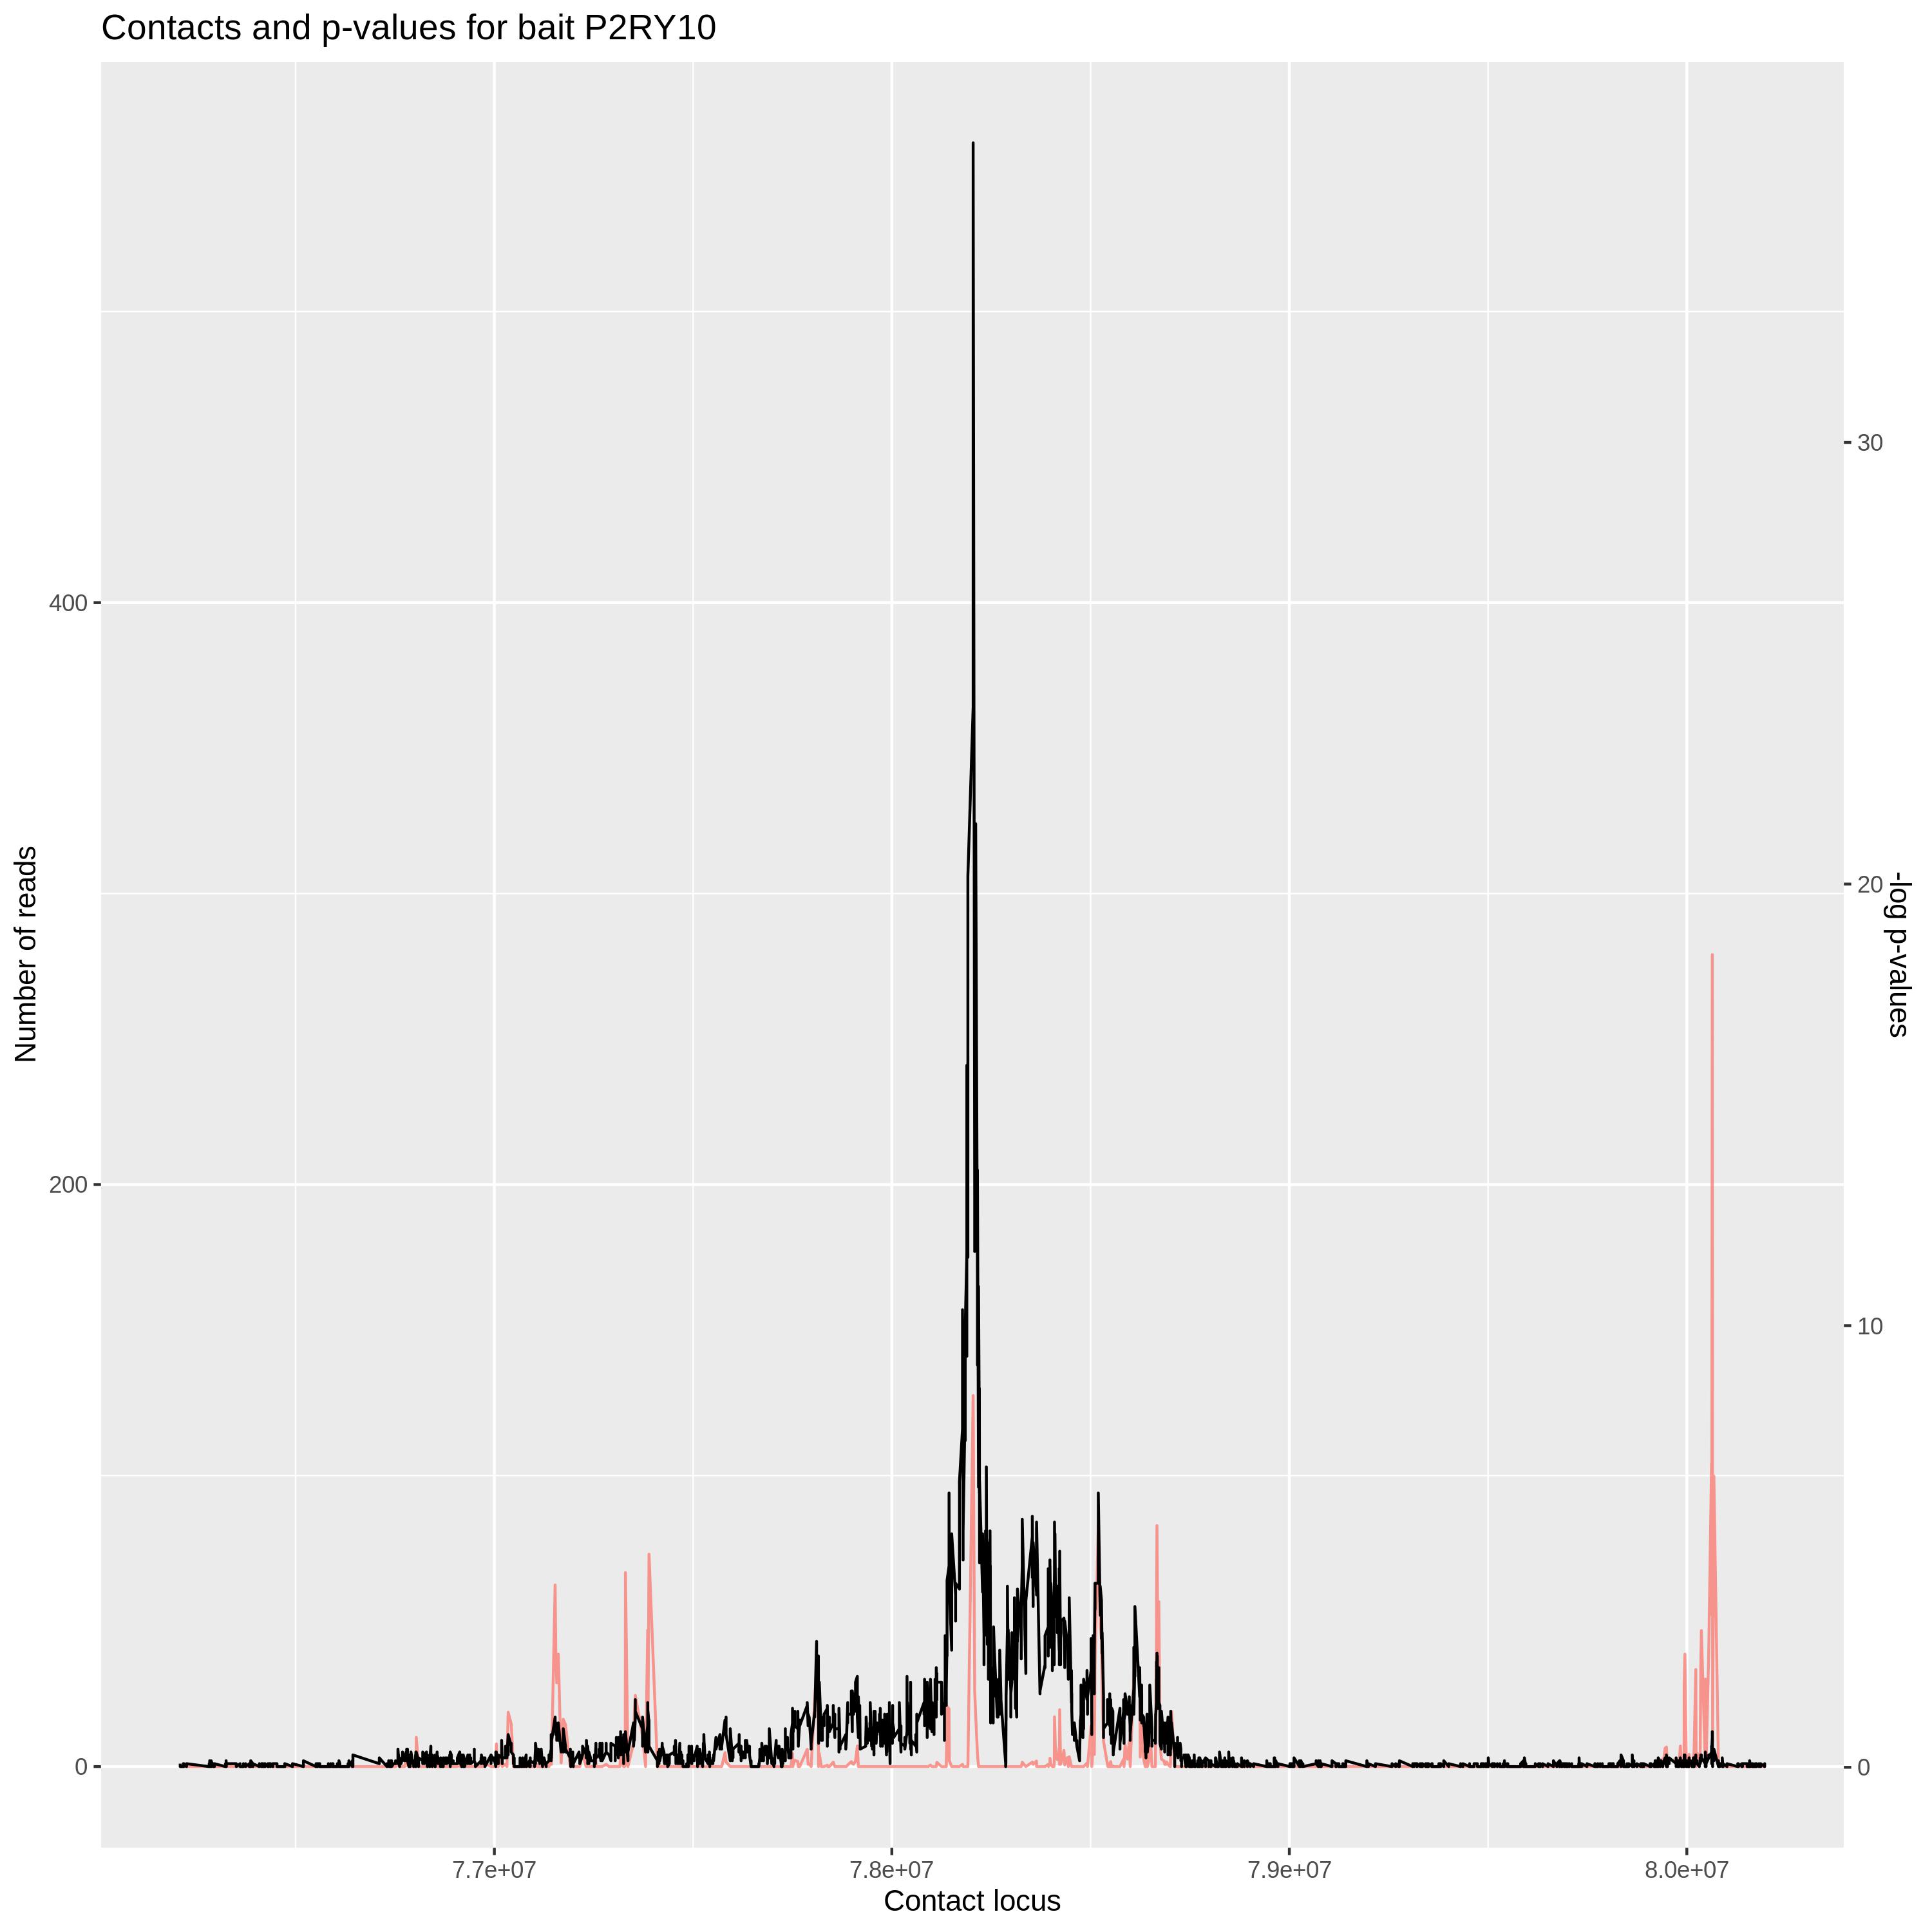 Contacts and p-values for bait P2RY10
Number of reads
400
200
0
30
20
10
0
-log p-values
7.7e+07
7.8e+07
7.9e+07
8.0e+07
Contact locus